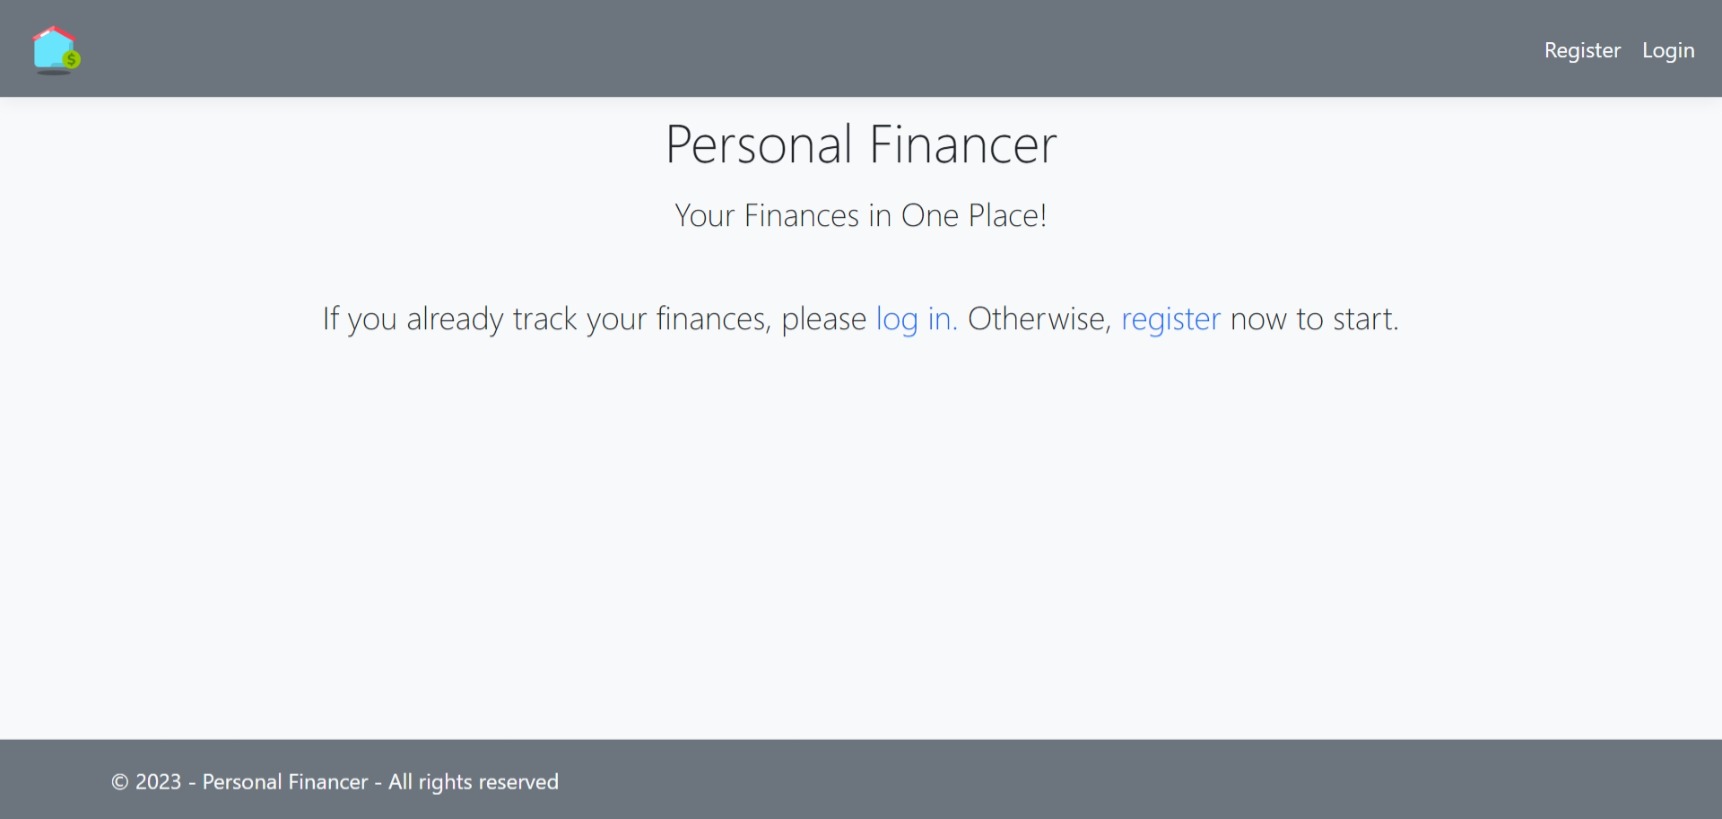 $
Register Login
Personal Financer
Your Finances in One Place!
If you already track your finances, please log in. Otherwise, register now to start.
© 2023 - Personal Financer - All rights reserved